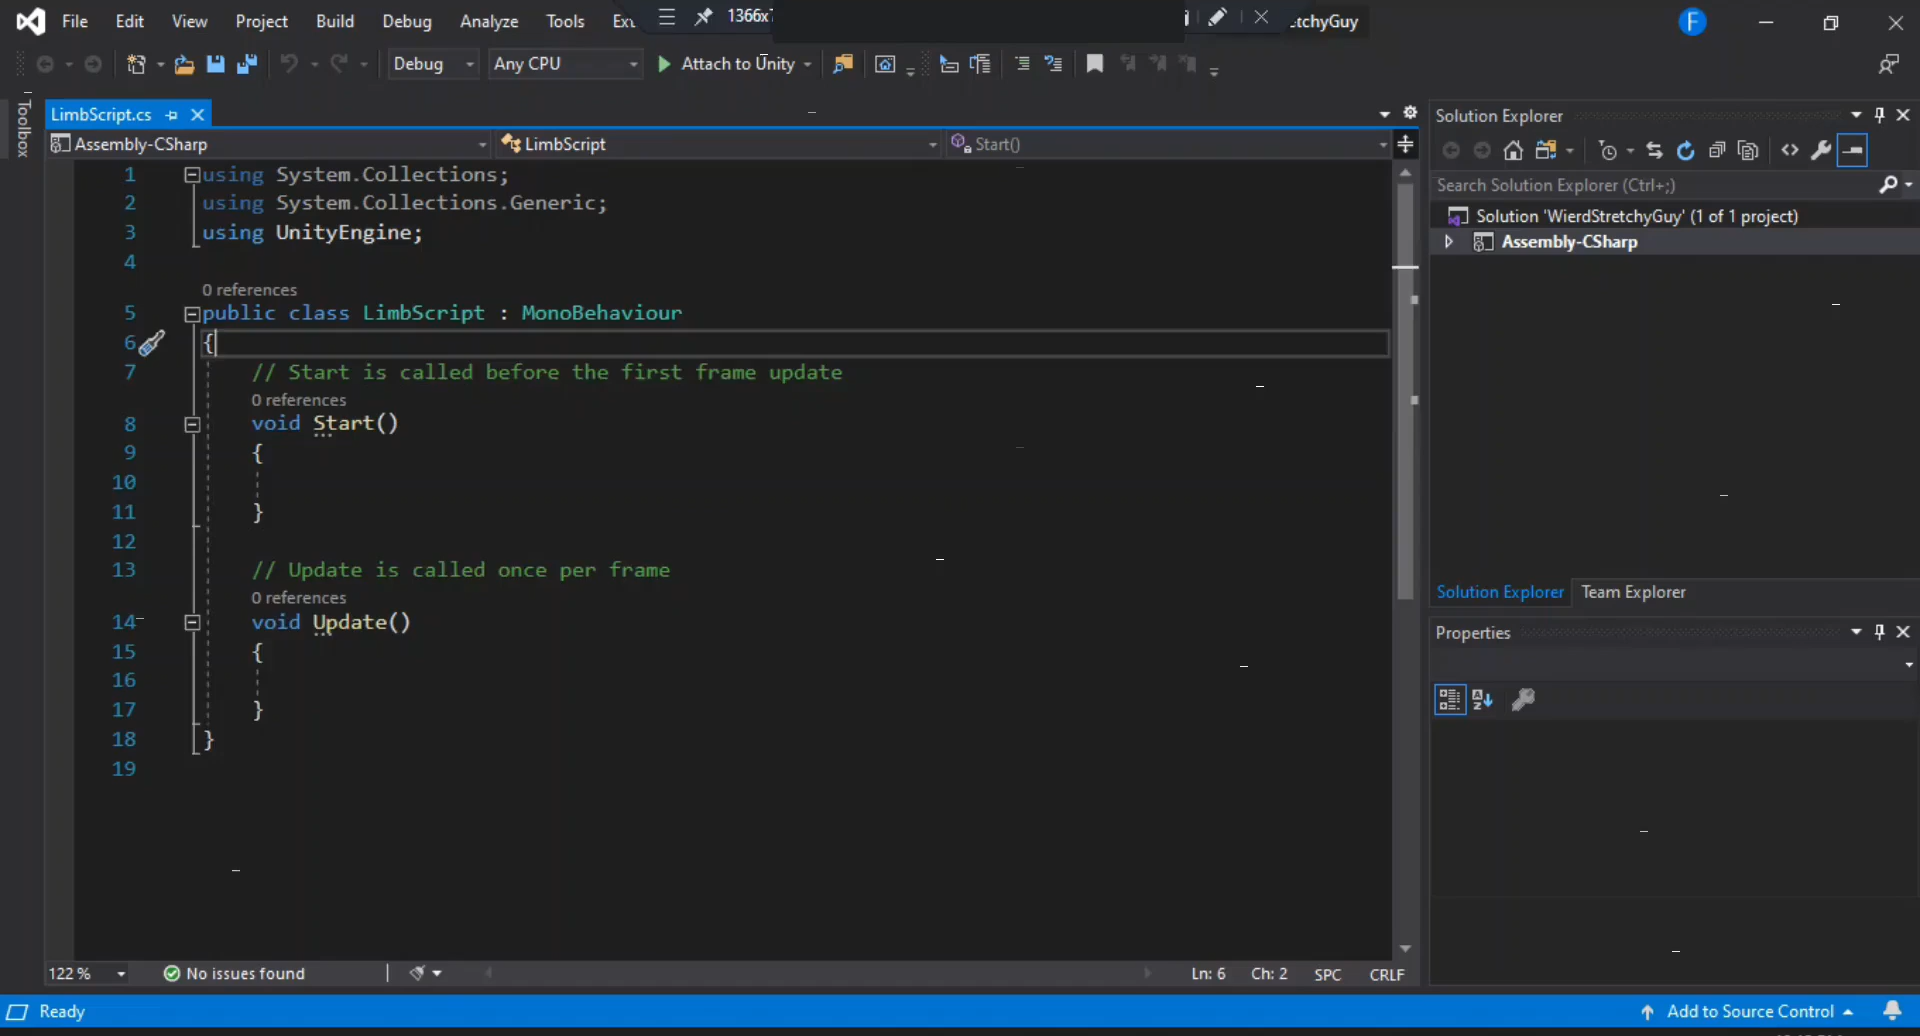 File Edit View Project Build Debug Analyze Tools
1366x
tchyGuy
F
Debug Any CPU Attach to Unity
Toolbox
LimbScript.cs
Assembly-CSharp LimbScript Start()
1 using System.Collections;
2 using System.Collections.Generic;
3 using UnityEngine;
4
0 references
5 public class LimbScript : MonoBehaviour
6 {
7 // Start is called before the first frame update
0 references
8 void Start()
9 {
10
11 }
12
13 // Update is called once per frame
0 references
14 void Update()
15 {
16
17 }
18 }
19
122 % No issues found Ln: 6 Ch: 2 SPC CRLF
Solution Explorer
Search Solution Explorer (Ctrl+;)
Solution 'WierdStretchyGuy' (1 of 1 project)
Assembly-CSharp
Solution Explorer Team Explorer
Properties
Ready Add to Source Control